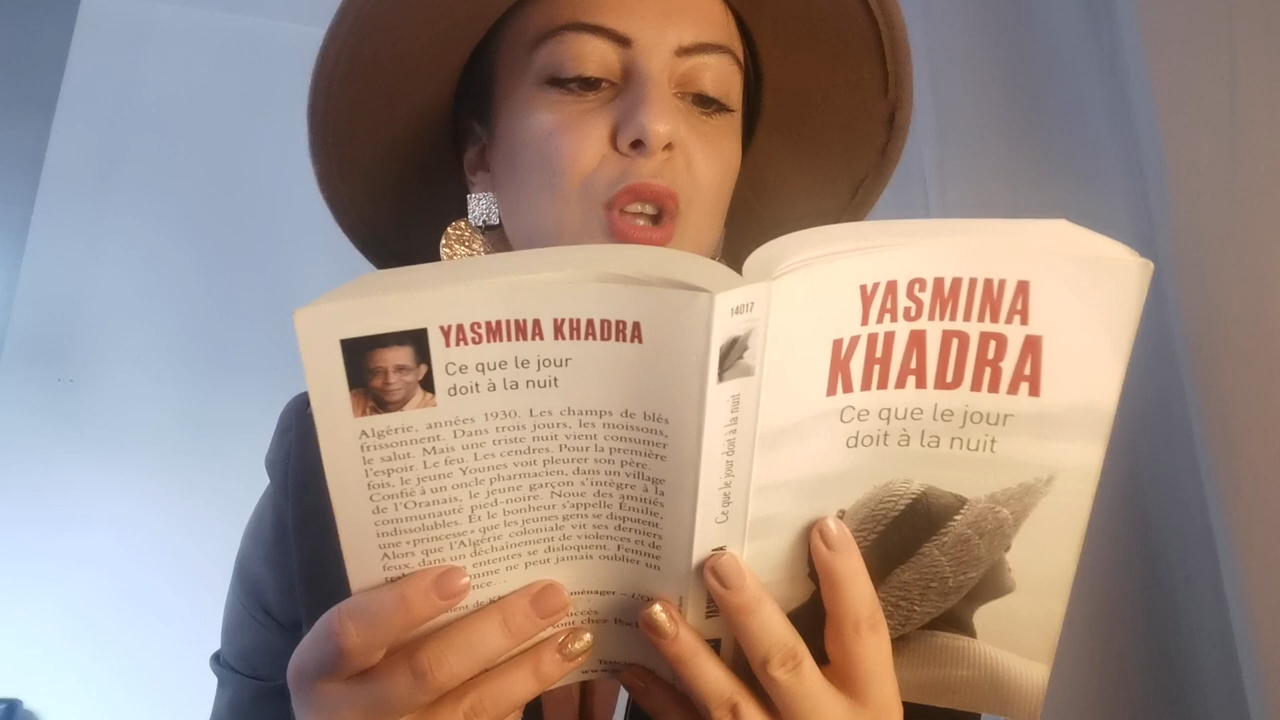 YASMINA KHADRA
Ce que le jour
doit à la nuit
Algérie, années 1930. Les champs de blés
frissonnent. Dans trois jours, les moissons,
le salut. Mais une triste nuit vient consumer
l'espoir. Le feu. Les cendres. Pour la première
fois, le jeune Younes voit pleurer son père.
Confié à un oncle pharmacien, dans un village
de l'Oranais, le jeune garçon s'intègre à la
communauté pied-noire. Noue des amitiés
indissolubles. Et le bonheur s'appelle Émilie,
une « princesse » que les jeunes gens se disputent.
Alors que l'Algérie coloniale vit ses derniers
feux, dans un déchaînement de violences et de
ententes se disloquent. Femme
mme ne peut jamais oublier un
nce...
ménager –
uccès
sont chez
14017
Ce que le jour doit à la nuit
YASMINA
KHADRA
Ce que le jour
doit à la nuit